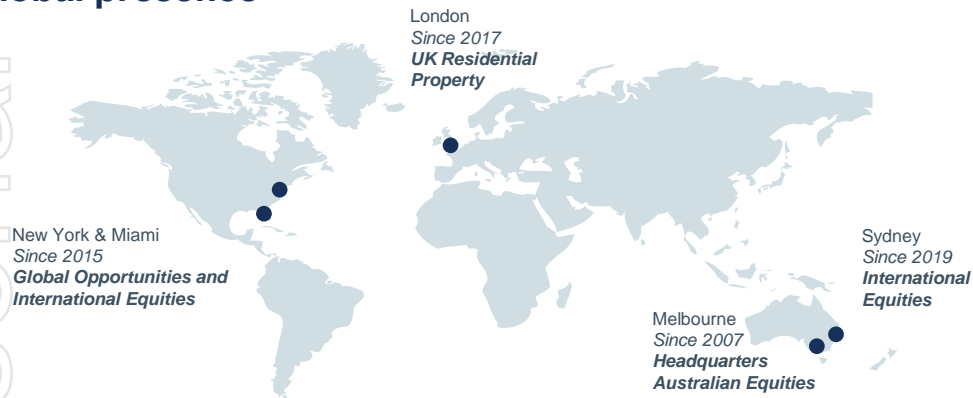 London
Since 2017
UK Residential
Property
New York & Miami
Since 2015
Global Opportunities and
International Equities
Sydney
Since 2019
International
Equities
Melbourne
Since 2007
Headquarters
Australian Equities